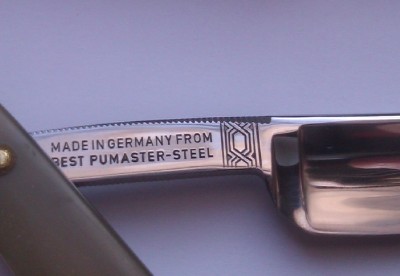 MADE IN GERMANY FROM
BEST PUMASTER-STEEL